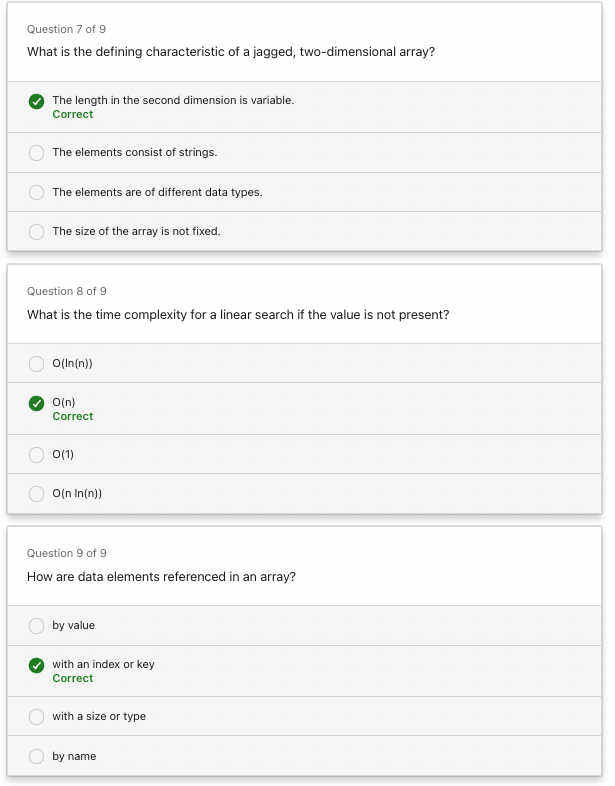 Question 7 of 9
What is the defining characteristic of a jagged, two-dimensional array?
The length in the second dimension is variable.
Correct
The elements consist of strings.
The elements are of different data types.
The size of the array is not fixed.
Question 8 of 9
What is the time complexity for a linear search if the value is not present?
O(ln(n))
O(n)
Correct
O(1)
O(n ln(n))
Question 9 of 9
How are data elements referenced in an array?
by value
with an index or key
Correct
with a size or type
by name